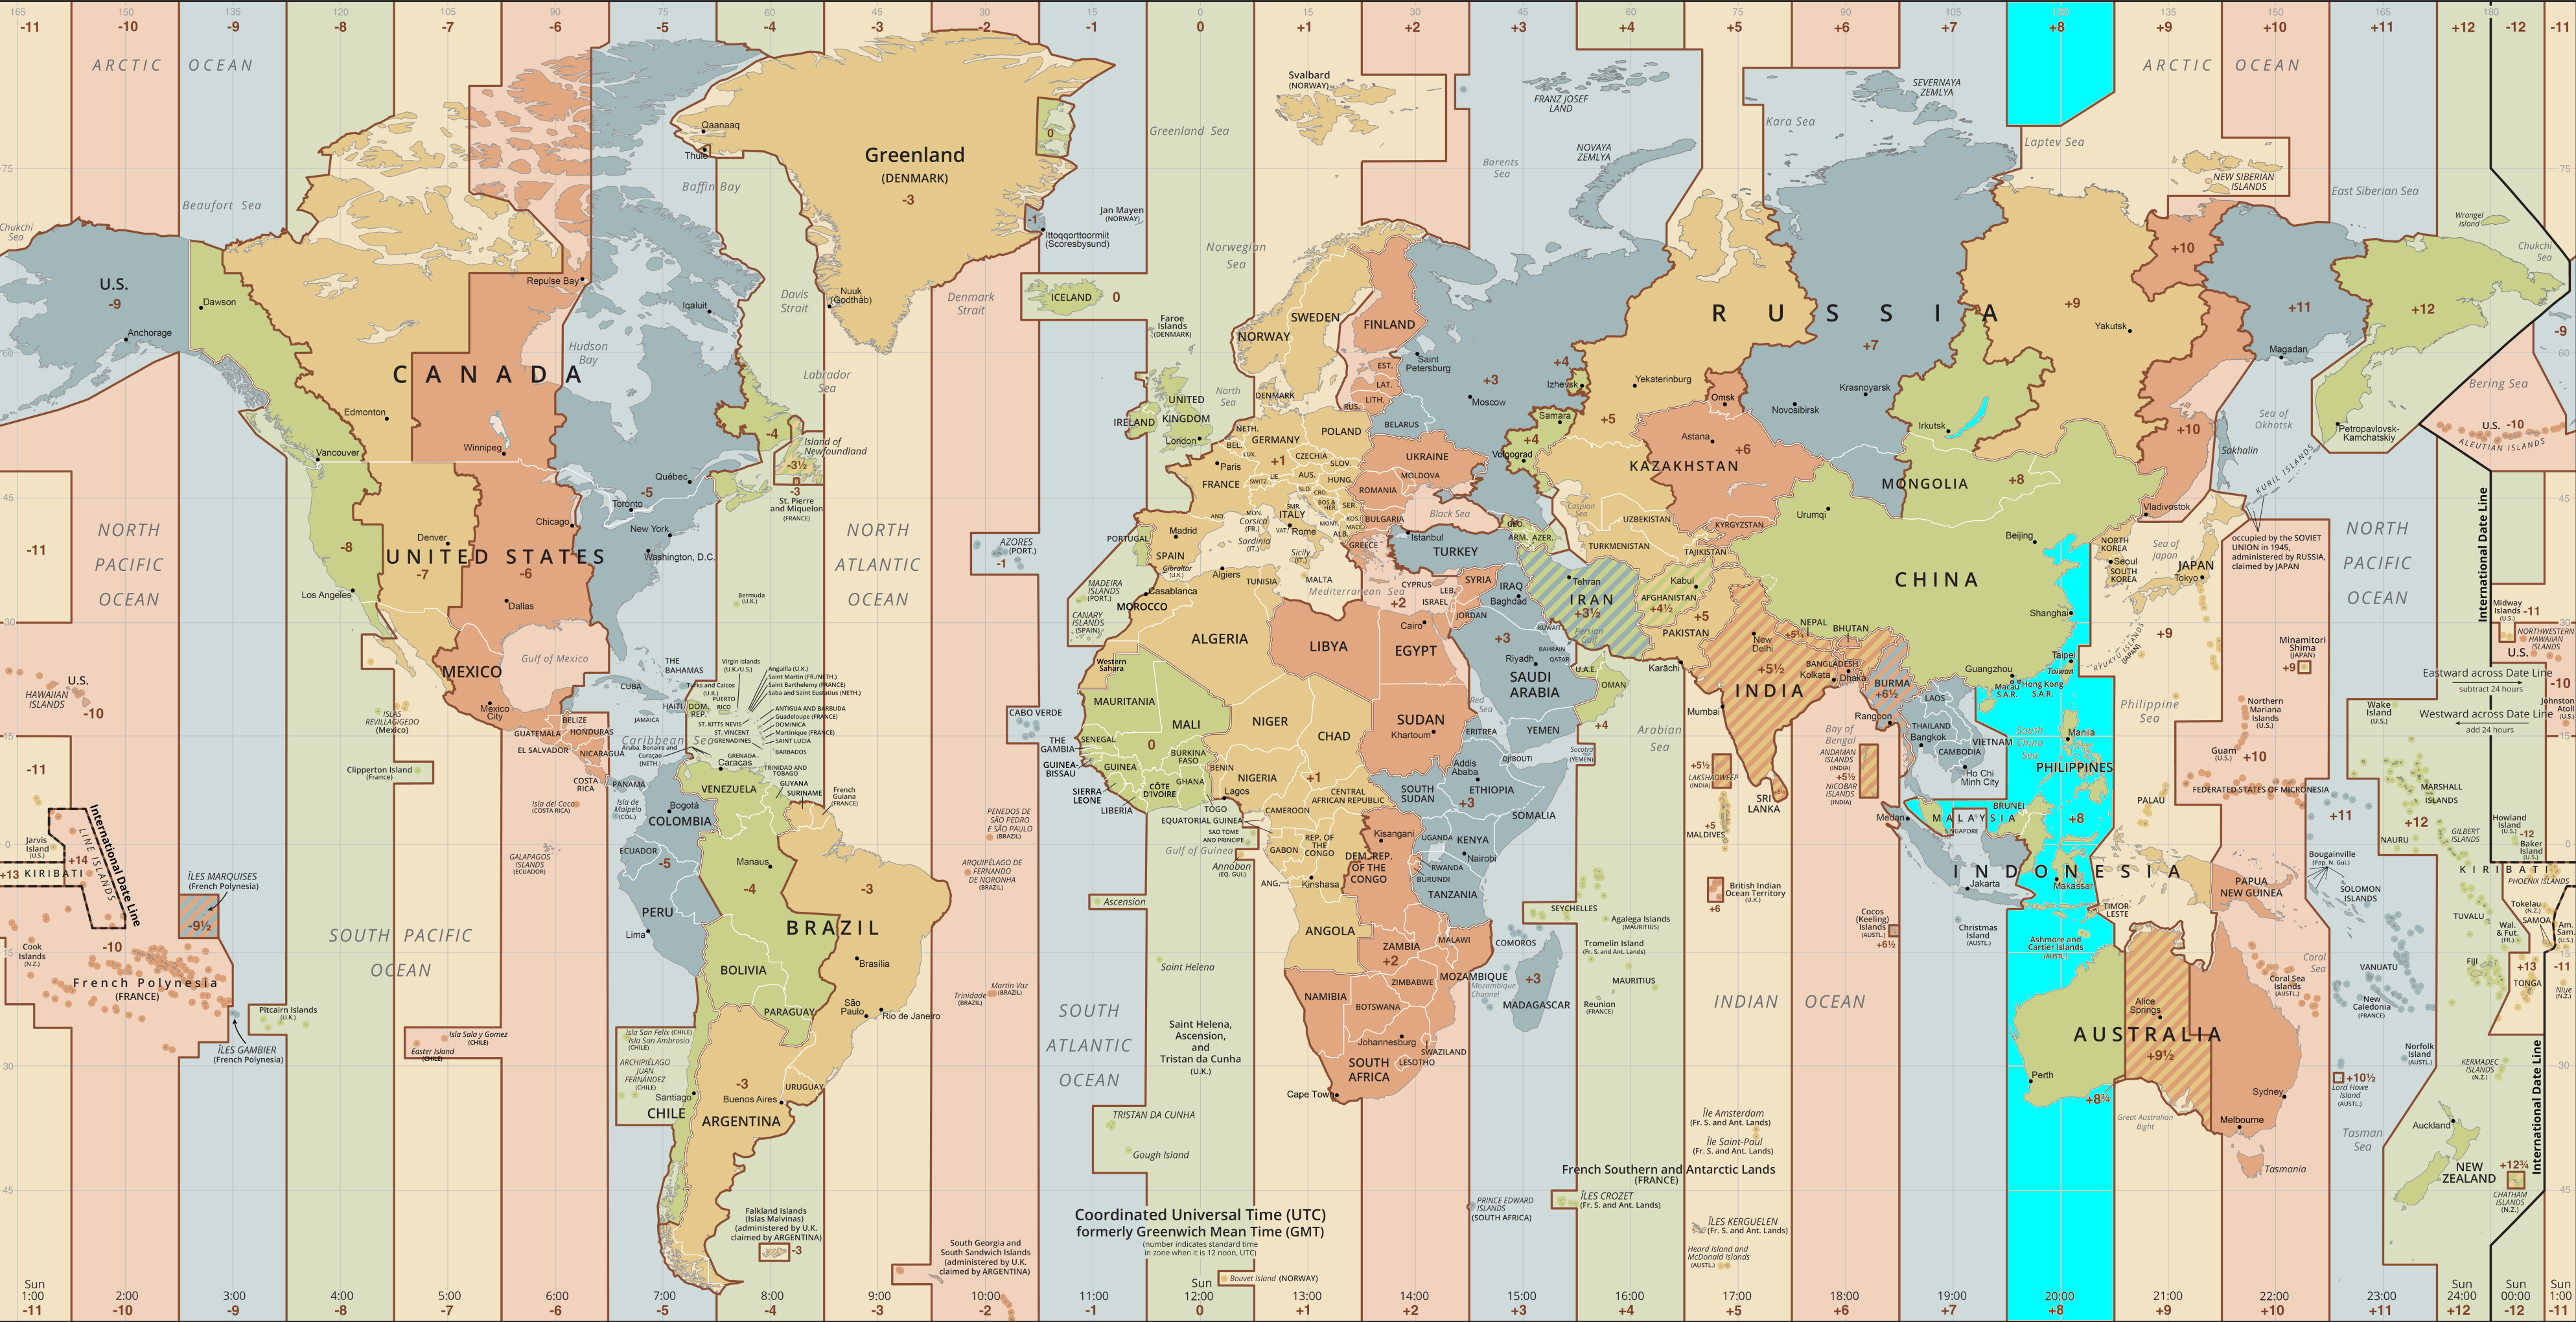 165 150 135 120 105 90 75 60 45 30 15 0 15 30 45 60 75 90 105 135 150 165 180
-11 -10 -9 -8 -7 -6 -5 -4 -3 -2 -1 0 +1 +2 +3 +4 +5 +6 +7 +8 +9 +10 +11 +12 -12 -11
ARCTIC OCEAN
ARCTIC OCEAN
Chukchi
Sea
Beaufort Sea
Qaanaaq
Thule
Baffin Bay
Greenland
(DENMARK)
-3
0
-1
Ittoqqortoormiit
(Scoresbysund)
Jan Mayen
(NORWAY)
Greenland Sea
Norwegian
Sea
Svalbard
(NORWAY)
Barents
Sea
FRANZ JOSEF
LAND
NOVAYA
ZEMLYA
Kara Sea
SEVERNAYA
ZEMLYA
Laptev Sea
NEW SIBERIAN
ISLANDS
East Siberian Sea
Wrangel
Island
Chukchi
Sea
U.S.
-9
Anchorage
Dawson
Repulse Bay
Iqaluit
Davis
Strait
Nuuk
(Godthåb)
Denmark
Strait
ICELAND 0
Faroe
Islands
(DENMARK)
CANADA
Hudson
Bay
Labrador
Sea
Edmonton
Winnipeg
Vancouver
-4
-3½
Island of
Newfoundland
-3
St. Pierre
and Miquelon
(FRANCE)
Québec
-5
Toronto
New York
Washington, D.C.
Chicago
Denver
UNITED STATES
-8
-7
-6
Los Angeles
Dallas
Bermuda
(U.K.)
NORTH
PACIFIC
OCEAN
-11
NORTH
ATLANTIC
OCEAN
AZORES
(PORT.)
-1
MADEIRA
ISLANDS
(PORT.)
CANARY
ISLANDS
(SPAIN)
NORWAY
SWEDEN
FINLAND
EST.
LAT.
LITH.
RUS.
DENMARK
North
Sea
UNITED
KINGDOM
IRELAND
London
NETH.
BEL.
LUX.
GERMANY
POLAND
BELARUS
Paris
FRANCE
+1
CZECHIA
SLOV.
SWITZ.
LIE.
AUS.
HUNG.
SLO.
CRO.
BOS.&
HER.
SER.
ROMANIA
MOLDOVA
UKRAINE
BULGARIA
AND.
MON.
SMR.
ITALY
VAT.
Rome
MONT.
KOS.
MACE.
ALB.
GREECE
Corsica
(FR.)
Sardinia
(IT.)
Sicily
(IT.)
Madrid
PORTUGAL
SPAIN
Gibraltar
(U.K.)
Algiers
TUNISIA
MALTA
Mediterranean Sea
Black Sea
Istanbul
TURKEY
CYPRUS
SYRIA
LEB.
ISRAEL
JORDAN
IRAQ
Baghdad
Saint
Petersburg
+3
Moscow
+4
Izhevsk
Samara
+4
Volgograd
GEO.
ARM. AZER.
Caspian
Sea
RUSSIA
Yekaterinburg
+5
Omsk
Novosibirsk
Krasnoyarsk
+7
Irkutsk
+9
Yakutsk
+10
+11
Magadan
+12
Petropavlovsk-
Kamchatskiy
Sea of
Okhotsk
Sakhalin
KURIL ISLANDS
Bering Sea
U.S. -10
ALEUTIAN ISLANDS
-9
Astana
+6
KAZAKHSTAN
UZBEKISTAN
KYRGYZSTAN
TURKMENISTAN
TAJIKISTAN
Tehran
IRAN
+3½
Kabul
AFGHANISTAN
+4½
+5
PAKISTAN
Karāchi
Urumqi
MONGOLIA
+8
+10
Vladivostok
Beijing
CHINA
NORTH
KOREA
Seoul
SOUTH
KOREA
Sea of
Japan
JAPAN
Tokyo
occupied by the SOVIET
UNION in 1945,
administered by RUSSIA,
claimed by JAPAN
NORTH
PACIFIC
OCEAN
International Date Line
Midway
Islands
(U.S.)
-11
NORTHWESTERN
HAWAIIAN
ISLANDS
U.S.
-10
Johnston
Atoll
(U.S.)
Shanghai
Taipei
Taiwan
RYUKYU ISLANDS
(JAPAN)
+9
Guangzhou
Macau
S.A.R.
Hong Kong
S.A.R.
Minamitori
Shima
(JAPAN)
+9
Eastward across Date Line
subtract 24 hours
Westward across Date Line
add 24 hours
Wake
Island
(U.S.)
U.S.
HAWAIIAN
ISLANDS
-10
ISLAS
REVILLAGIGEDO
(Mexico)
Clipperton Island
(France)
MEXICO
Mexico
City
Gulf of Mexico
THE
BAHAMAS
CUBA
JAMAICA
HAITI
DOM.
REP.
Turks and Caicos
(U.K.)
Virgin Islands
(U.K./U.S.)
PUERTO
RICO
Anguilla (U.K.)
Saint Martin (FR./NETH.)
Saint Barthelemy (FRANCE)
Saba and Saint Eustatius (NETH.)
ANTIGUA AND BARBUDA
Guadeloupe (FRANCE)
DOMINICA
Martinique (FRANCE)
SAINT LUCIA
BARBADOS
ST. KITTS NEVIS
ST. VINCENT
GRENADINES
GRENADA
TRINIDAD AND
TOBAGO
Caribbean Sea
Aruba, Bonaire and
Curaçao
(NETH.)
BELIZE
GUATEMALA
HONDURAS
EL SALVADOR
NICARAGUA
COSTA
RICA
PANAMA
Isla del Coco
(COSTA RICA)
Isla de
Malpelo
(COL.)
Caracas
VENEZUELA
GUYANA
SURINAME
French
Guiana
(FRANCE)
Bogotá
COLOMBIA
ECUADOR
-5
GALAPAGOS
ISLANDS
(ECUADOR)
Manaus
-4
-3
PERU
Lima
BRAZIL
BOLIVIA
Brasília
PARAGUAY
São
Paulo
Rio de Janeiro
PENEDOS DE
SÃO PEDRO
E SÃO PAULO
(BRAZIL)
ARQUIPÉLAGO DE
FERNANDO
DE NORONHA
(BRAZIL)
Martin Vaz
(BRAZIL)
Trinidade
(BRAZIL)
Isla San Felix (CHILE)
Isla San Ambrosio
(CHILE)
ARCHIPIÉLAGO
JUAN
FERNÁNDEZ
(CHILE)
Santiago
CHILE
-3
URUGUAY
Buenos Aires
ARGENTINA
Falkland Islands
(Islas Malvinas)
(administered by U.K.
claimed by ARGENTINA)
-3
South Georgia and
South Sandwich Islands
(administered by U.K.
claimed by ARGENTINA)
CABO VERDE
Casablanca
MOROCCO
Western
Sahara
ALGERIA
LIBYA
+2
Cairo
EGYPT
MAURITANIA
MALI
0
NIGER
CHAD
SUDAN
Khartoum
THE
GAMBIA
SENEGAL
GUINEA-
BISSAU
GUINEA
SIERRA
LEONE
LIBERIA
CÔTE
D'IVOIRE
BURKINA
FASO
GHANA
TOGO
BENIN
NIGERIA
Lagos
+1
CAMEROON
CENTRAL
AFRICAN REPUBLIC
EQUATORIAL GUINEA
SAO TOME
AND PRINCIPE
Gulf of Guinea
Annobon
(EQ. GUI.)
GABON
REP. OF
THE
CONGO
Kisangani
DEM. REP.
OF THE
CONGO
Kinshasa
ANG.
ANGOLA
ZAMBIA
+2
MALAWI
ZIMBABWE
MOZAMBIQUE
Mozambique
Channel
NAMIBIA
BOTSWANA
Johannesburg
SWAZILAND
LESOTHO
SOUTH
AFRICA
Cape Town
KUWAIT
Persian
Gulf
BAHRAIN
QATAR
+3
Riyadh
SAUDI
ARABIA
U.A.E.
OMAN
+4
Red
Sea
YEMEN
Socotra
(YEMEN)
ERITREA
DJIBOUTI
Addis
Ababa
ETHIOPIA
SOUTH
SUDAN
+3
SOMALIA
UGANDA
KENYA
Nairobi
RWANDA
BURUNDI
TANZANIA
COMOROS
+3
MADAGASCAR
SEYCHELLES
Agalega Islands
(MAURITIUS)
Tromelin Island
(Fr. S. and Ant. Lands)
MAURITIUS
Reunion
(FRANCE)
Arabian
Sea
New
Delhi
NEPAL
+5¾
BHUTAN
+5½
INDIA
Mumbai
BANGLADESH
Kolkata
Dhaka
BURMA
+6½
Rangoon
Bay of
Bengal
+5½
LAKSHADWEEP
(INDIA)
SRI
LANKA
+5
MALDIVES
ANDAMAN
ISLANDS
(INDIA)
+5½
NICOBAR
ISLANDS
(INDIA)
LAOS
THAILAND
Bangkok
CAMBODIA
VIETNAM
Ho Chi
Minh City
South
China
Sea
Manila
PHILIPPINES
Philippine
Sea
BRUNEI
MALAYSIA
+8
Medan
SINGAPORE
INDONESIA
Jakarta
Makassar
TIMOR-
LESTE
PALAU
Northern
Mariana
Islands
(U.S.)
Guam
(U.S.)
+10
FEDERATED STATES OF MICRONESIA
MARSHALL
ISLANDS
+11
+12
NAURU
GILBERT
ISLANDS
Howland
Island
(U.S.)
-12
Baker
Island
(U.S.)
KIRIBATI
PHOENIX ISLANDS
Bougainville
(Pap. N. Gui.)
PAPUA
NEW GUINEA
SOLOMON
ISLANDS
TUVALU
Tokelau
(N.Z.)
SAMOA
Wal.
& Fut.
(FR.)
Am.
Sam.
(U.S.)
FIJI
+13
TONGA
-11
Niue
(N.Z.)
VANUATU
New
Caledonia
(FRANCE)
Coral
Sea
Coral Sea
Islands
(AUSTL.)
British Indian
Ocean Territory
(U.K.)
+6
Cocos
(Keeling)
Islands
(AUSTL.)
+6½
Christmas
Island
(AUSTL.)
Ashmore and
Cartier Islands
(AUSTL.)
INDIAN OCEAN
Alice
Springs
AUSTRALIA
+9½
Perth
+8¾
Great Australian
Bight
Sydney
Melbourne
Tasmania
Norfolk
Island
(AUSTL.)
+10½
Lord Howe
Island
(AUSTL.)
Tasman
Sea
Auckland
NEW
ZEALAND
KERMADEC
ISLANDS
(N.Z.)
+12¾
CHATHAM
ISLANDS
(N.Z.)
International Date Line
-11
Jarvis
Island
(U.S.)
+14
LINE ISLANDS
International Date Line
+13 KIRIBATI
ÎLES MARQUISES
(French Polynesia)
-9½
-10
Cook
Islands
(N.Z.)
French Polynesia
(FRANCE)
Pitcairn Islands
(U.K.)
ÎLES GAMBIER
(French Polynesia)
SOUTH PACIFIC
OCEAN
Isla Sala y Gomez
(CHILE)
Easter Island
(CHILE)
Ascension
Saint Helena
SOUTH
ATLANTIC
OCEAN
Saint Helena,
Ascension,
and
Tristan da Cunha
(U.K.)
TRISTAN DA CUNHA
Gough Island
Île Amsterdam
(Fr. S. and Ant. Lands)
Île Saint-Paul
(Fr. S. and Ant. Lands)
French Southern and Antarctic Lands
(FRANCE)
PRINCE EDWARD
ISLANDS
(SOUTH AFRICA)
ÎLES CROZET
(Fr. S. and Ant. Lands)
ÎLES KERGUELEN
(Fr. S. and Ant. Lands)
Heard Island and
McDonald Islands
(AUSTL.)
Coordinated Universal Time (UTC)
formerly Greenwich Mean Time (GMT)
(number indicates standard time
in zone when it is 12 noon, UTC)
Bouvet Island (NORWAY)
Sun Sun Sun Sun Sun
1:00 2:00 3:00 4:00 5:00 6:00 7:00 8:00 9:00 10:00 11:00 12:00 13:00 14:00 15:00 16:00 17:00 18:00 19:00 20:00 21:00 22:00 23:00 24:00 00:00 1:00
-11 -10 -9 -8 -7 -6 -5 -4 -3 -2 -1 0 +1 +2 +3 +4 +5 +6 +7 +8 +9 +10 +11 +12 -12 -11